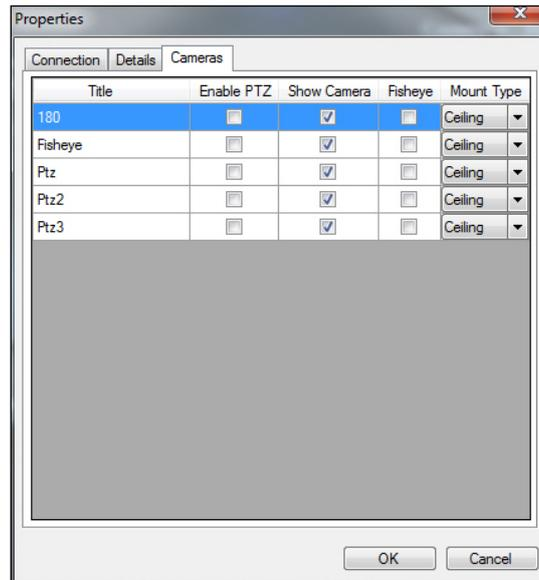 Properties
Connection Details Cameras
Title Enable PTZ Show Camera Fisheye Mount Type
180 Ceiling
Fisheye Ceiling
Ptz Ceiling
Ptz2 Ceiling
Ptz3 Ceiling
OK Cancel